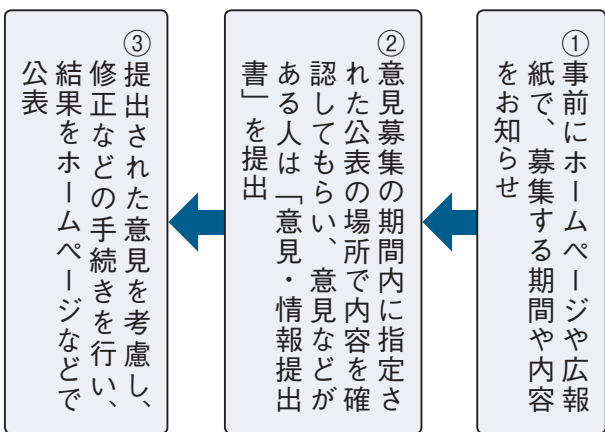 ①事前にホームページや広報
紙で、募集する期間や内容
をお知らせ
②意見募集の期間内に指定さ
れた公表の場所で内容を確
認してもらい、意見などが
ある人は「意見・情報提出
書」を提出
③提出された意見を考慮し、
修正などの手続きを行い、
結果をホームページなどで
公表